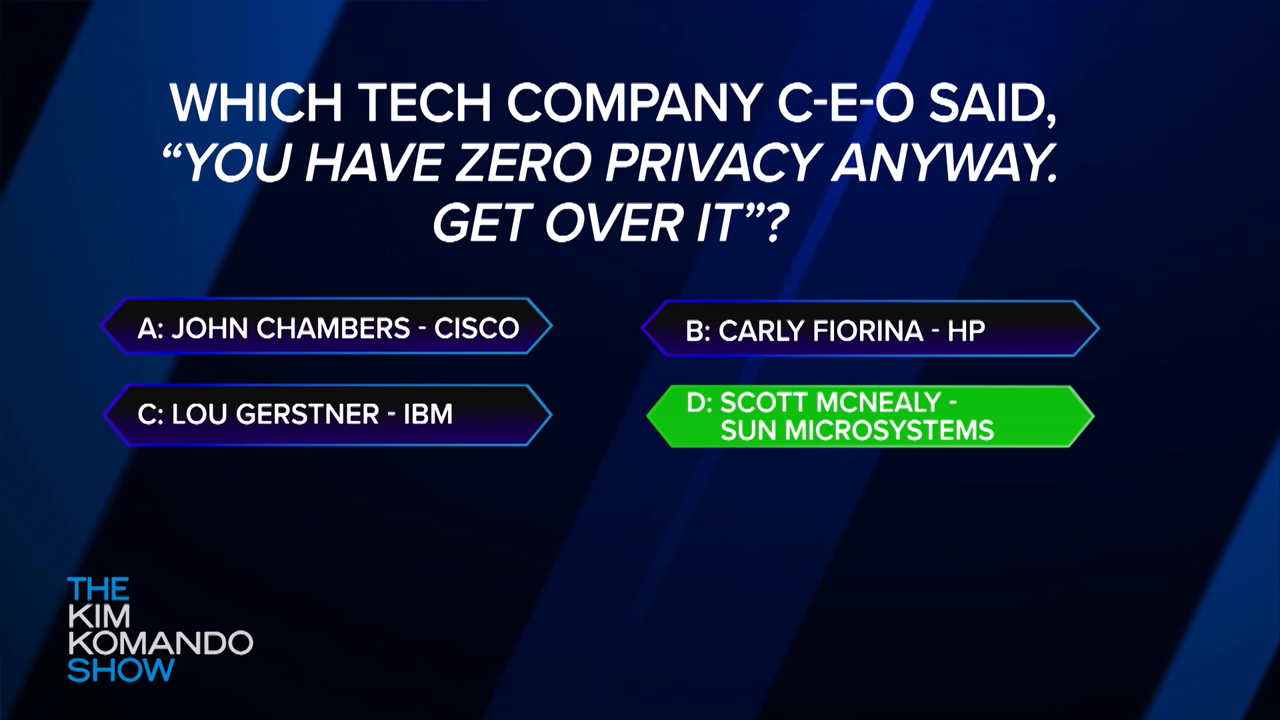 WHICH TECH COMPANY C-E-O SAID,
“YOU HAVE ZERO PRIVACY ANYWAY.
GET OVER IT”?
A: JOHN CHAMBERS - CISCO
B: CARLY FIORINA - HP
C: LOU GERSTNER - IBM
D: SCOTT MCNEALY -
SUN MICROSYSTEMS
THE
KIM
KOMANDO
SHOW